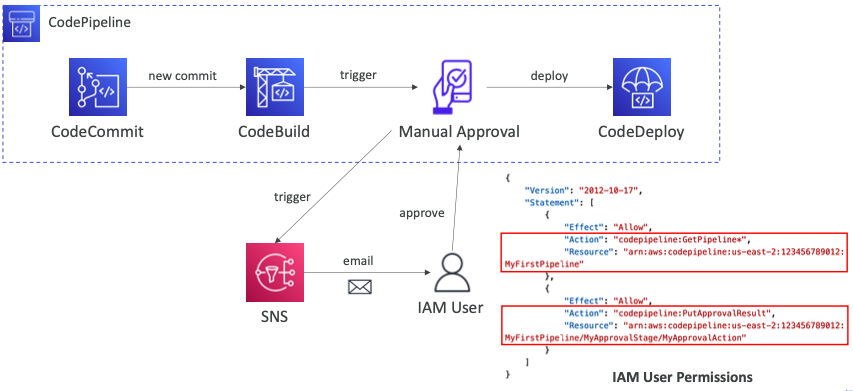 CodePipeline
new commit
trigger
deploy
CodeCommit
CodeBuild
Manual Approval
CodeDeploy
trigger
approve
email
SNS
IAM User
{
"Version": "2012-10-17",
"Statement": [
{
"Effect": "Allow",
"Action": "codepipeline:GetPipeline*",
"Resource": "arn:aws:codepipeline:us-east-2:123456789012:
MyFirstPipeline"
},
{
"Effect": "Allow",
"Action": "codepipeline:PutApprovalResult",
"Resource": "arn:aws:codepipeline:us-east-2:123456789012:
MyFirstPipeline/MyApprovalStage/MyApprovalAction"
}
]
}
IAM User Permissions